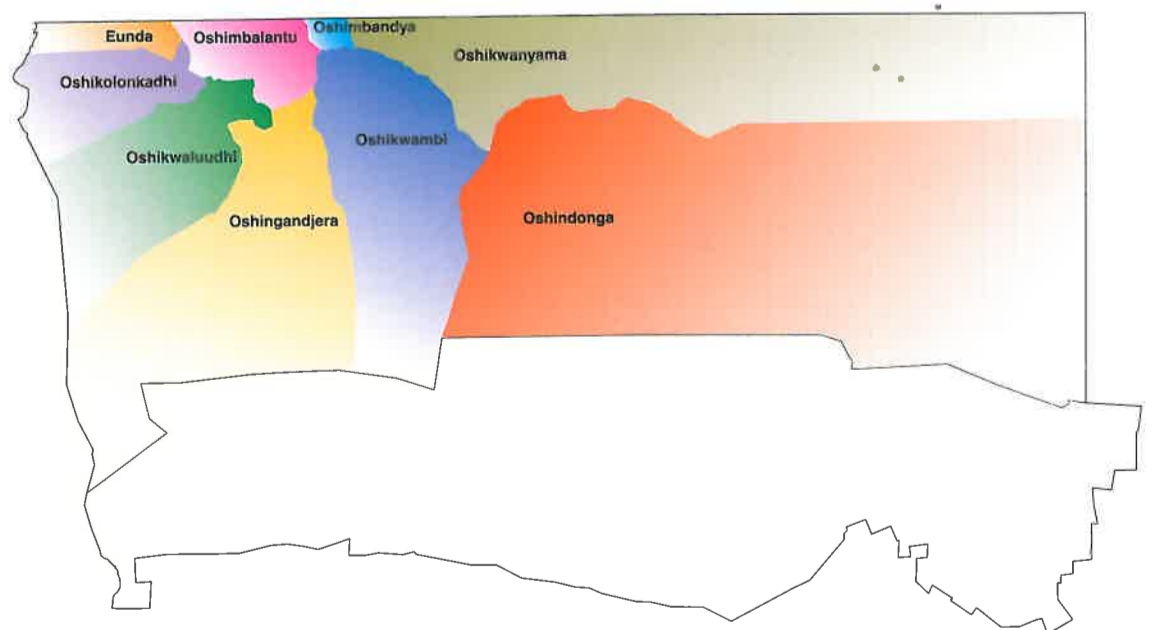 Eunda
Oshimbalantu
Oshimbandya
Oshikwanyama
Oshikolonkadhi
Oshikwambi
Oshikwaluudhi
Oshingandjera
Oshindonga